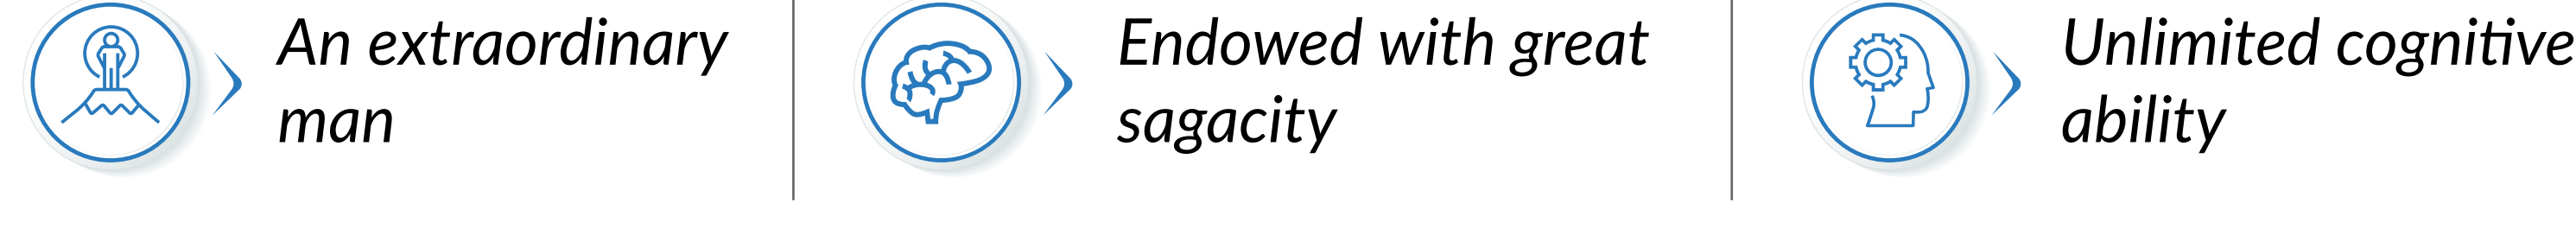 An extraordinary
man
Endowed with great
sagacity
Unlimited cognitive
ability